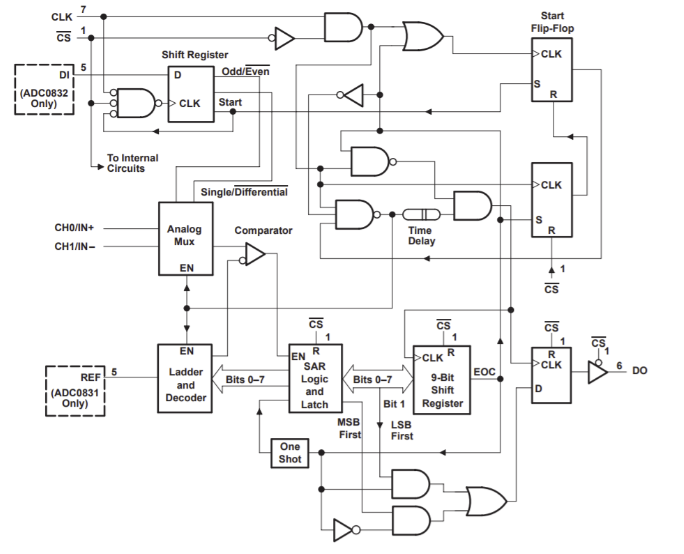 CLK 7
CS 1
Start
Flip-Flop
Shift Register
DI 5
(ADC0832
Only)
D
CLK
Odd/Even
Start
CLK
S
R
To Internal
Circuits
Single/Differential
CH0/IN+
CH1/IN−
Analog
Mux
EN
Comparator
Time
Delay
CLK
S
R
1
CS
REF 5
(ADC0831
Only)
EN
Ladder
and
Decoder
Bits 0–7
CS
1
EN R
SAR
Logic
and
Latch
Bits 0–7
Bit 1
MSB
First
LSB
First
CS
1
CLK R
9-Bit
Shift
Register
EOC
CS
1
R
CLK
D
CS
1
6 DO
One
Shot